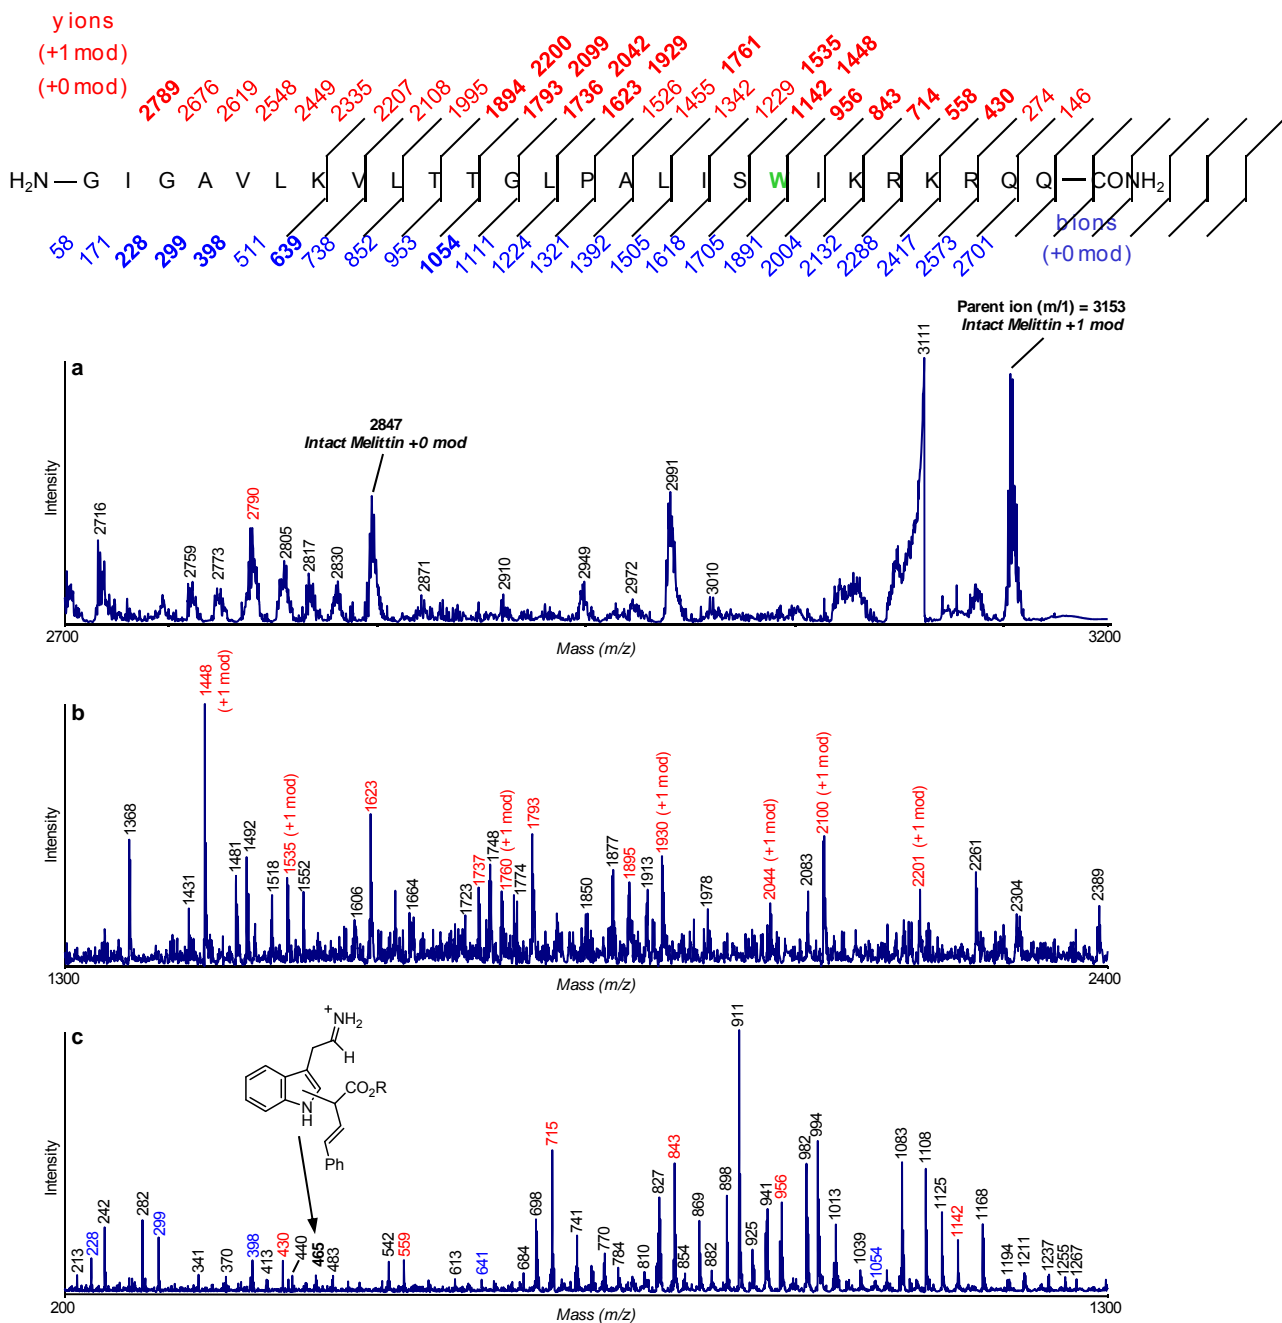 y ions
(+1 mod)
2200 2099 2042 1929 1761 1535 1448
(+0 mod)
2789 2676 2619 2548 2449 2335 2207 2108 1995 1894 1793 1736 1623 1526 1455 1342 1229 1142 956 843 714 558 430 274 146
H₂N — G I G A V L K V L T T G L P A L I S W I K R K R Q Q — CONH₂
58 171 228 299 398 511 639 738 852 953 1054 1111 1224 1321 1392 1505 1618 1705 1891 2004 2132 2288 2417 2573 2701
b ions
(+0 mod)
Parent ion (m/1) = 3153
Intact Melittin +1 mod
a
2847
Intact Melittin +0 mod
Intensity
2716 2759 2773 2790 2805 2817 2830 2871 2910 2949 2972 2991 3010 3111
2700
3200
Mass (m/z)
b
Intensity
1368 1431 1448 (+1 mod) 1481 1492 1518 1535 (+1 mod) 1552 1606 1623 1664 1723 1737 1748 1760 (+1 mod) 1774 1793 1850 1877 1895 1913 1930 (+1 mod) 1978 2044 (+1 mod) 2083 2100 (+1 mod) 2201 (+1 mod) 2261 2304 2389
1300
2400
Mass (m/z)
c
+
NH₂
H
CO₂R
N
H
Ph
Intensity
213 228 242 282 299 341 370 398 413 430 440 465 483 542 559 613 641 684 698 715 741 770 784 810 827 843 854 869 882 898 911 925 941 956 982 994 1013 1039 1054 1083 1108 1125 1142 1168 1194 1211 1237 1255 1267
200
1300
Mass (m/z)